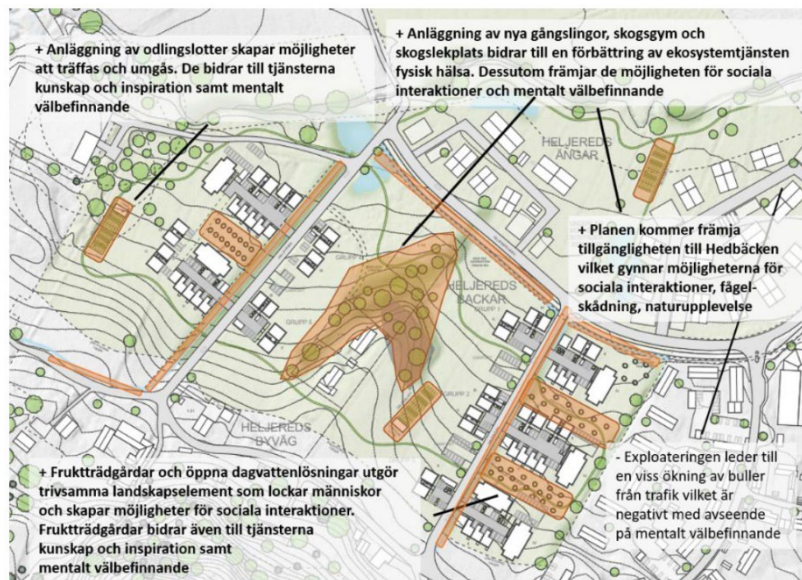 + Anläggning av odlingslotter skapar möjligheter
att träffas och umgås. De bidrar till tjänsterna
kunskap och inspiration samt mentalt
välbefinnande
+ Anläggning av nya gångslingor, skogsgym och
skogslekplats bidrar till en förbättring av ekosystemtjänsten
fysisk hälsa. Dessutom främjar de möjligheten för sociala
interaktioner och mentalt välbefinnande
HELJEREDS
ÄNGAR
+ Planen kommer främja
tillgängligheten till Hedbäcken
vilket gynnar möjligheterna för
sociala interaktioner, fågel-
skådning, naturupplevelse
HELJEREDS
BACKAR
GRUPP 1
GRUPP 2
HELJEREDS
BYVÄG
+ Fruktträdgårdar och öppna dagvattenlösningar utgör
trivsamma landskapselement som lockar människor
och skapar möjligheter för sociala interaktioner.
Fruktträdgårdar bidrar även till tjänsterna
kunskap och inspiration samt
mentalt välbefinnande
- Exploateringen leder till
en viss ökning av buller
från trafik vilket är
negativt med avseende
på mentalt välbefinnande